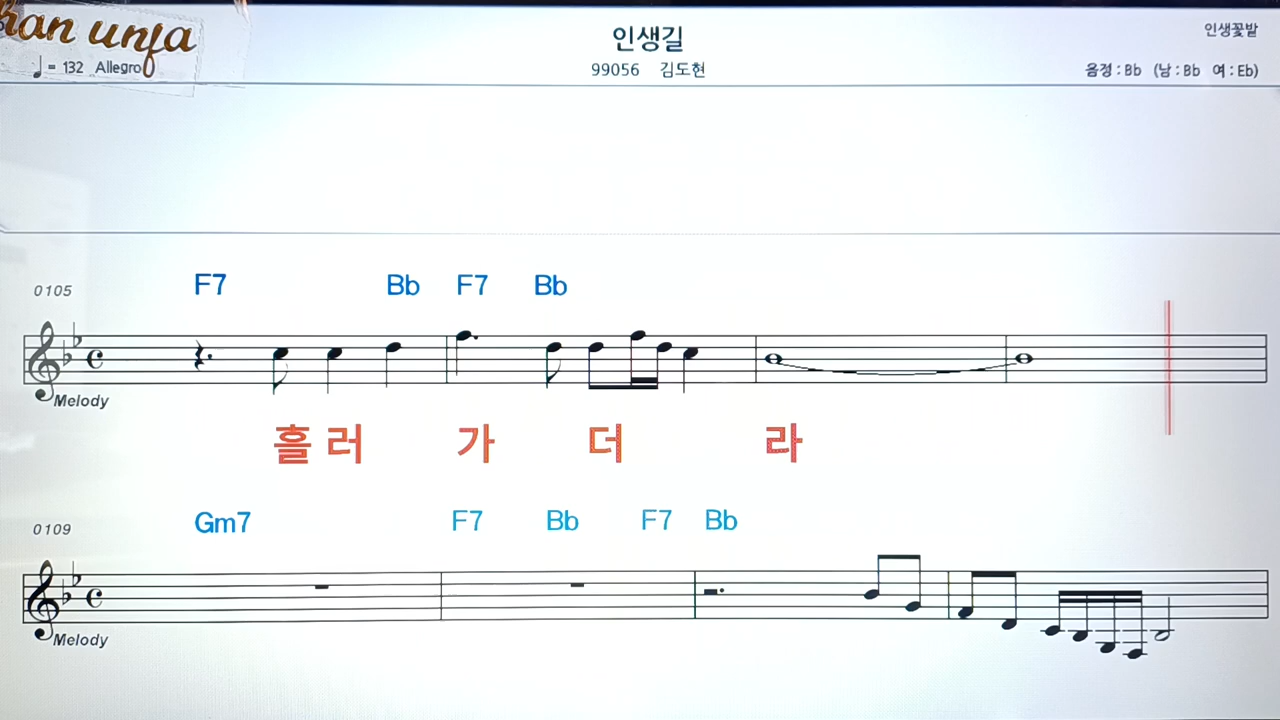 han unfa
인생길
인생꽃밭
♩= 132 Allegro
99056 김도현
음정 : Bb (남 : Bb 여 : Eb)
0105 F7 Bb F7 Bb
Melody
흘 러 가 더 라
0109 Gm7 F7 Bb F7 Bb
Melody